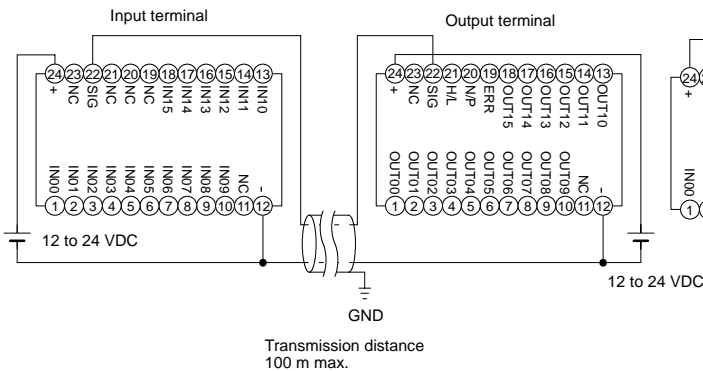 Input terminal
Output terminal
24 23 22 21 20 19 18 17 16 15 14 13
+ NC SIG NC NC NC IN15 IN14 IN13 IN12 IN11 IN10
IN00 IN01 IN02 IN03 IN04 IN05 IN06 IN07 IN08 IN09 NC -
1 2 3 4 5 6 7 8 9 10 11 12
24 23 22 21 20 19 18 17 16 15 14 13
+ NC SIG H/L N/P ERR OUT15 OUT14 OUT13 OUT12 OUT11 OUT10
OUT00 OUT01 OUT02 OUT03 OUT04 OUT05 OUT06 OUT07 OUT08 OUT09 NC -
1 2 3 4 5 6 7 8 9 10 11 12
24
+
IN00
1
12 to 24 VDC
12 to 24 VDC
GND
Transmission distance
100 m max.